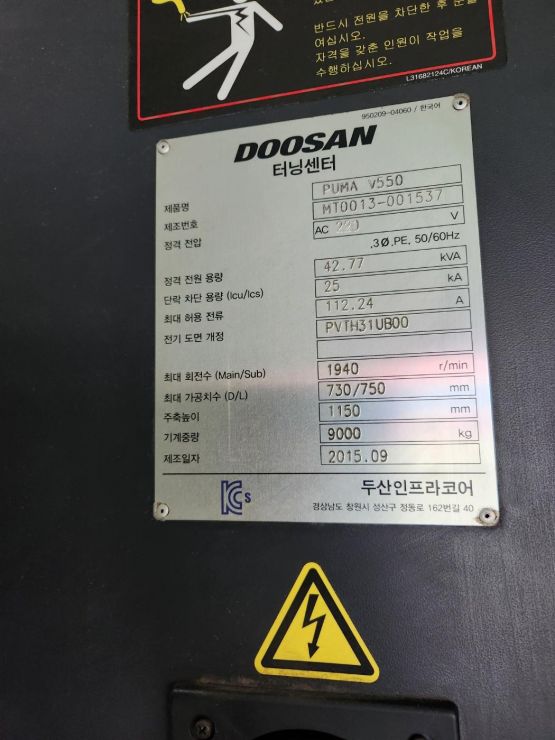 반드시 전원을 차단한 후 문을
여십시오.
자격을 갖춘 인원이 작업을
수행하십시오.
L31682124C/KOREAN
950209-04060 / 한국어
DOOSAN
터닝센터
제품명 PUMA V550
제조번호 MT0013-001537
정격 전압 AC 220 V
,3Ø.PE, 50/60Hz
정격 전원 용량 42.77 kVA
단락 차단 용량 (Icu/Ics) 25 kA
최대 허용 전류 112.24 A
전기 도면 개정 PVTH31UB00
최대 회전수 (Main/Sub) 1940 r/min
최대 가공치수 (D/L) 730/750 mm
주축높이 1150 mm
기계중량 9000 kg
제조일자 2015.09
KCs 두산인프라코어
경상남도 창원시 성산구 정동로 162번길 40